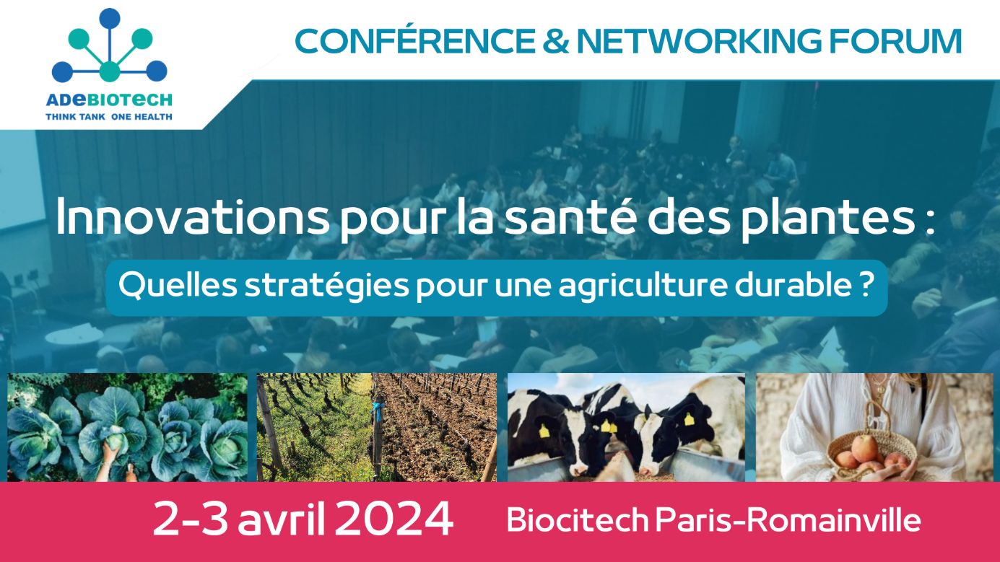 ADEBIOTECH
THINK TANK ONE HEALTH
CONFÉRENCE & NETWORKING FORUM
Innovations pour la santé des plantes :
Quelles stratégies pour une agriculture durable ?
2-3 avril 2024
Biocitech Paris-Romainville